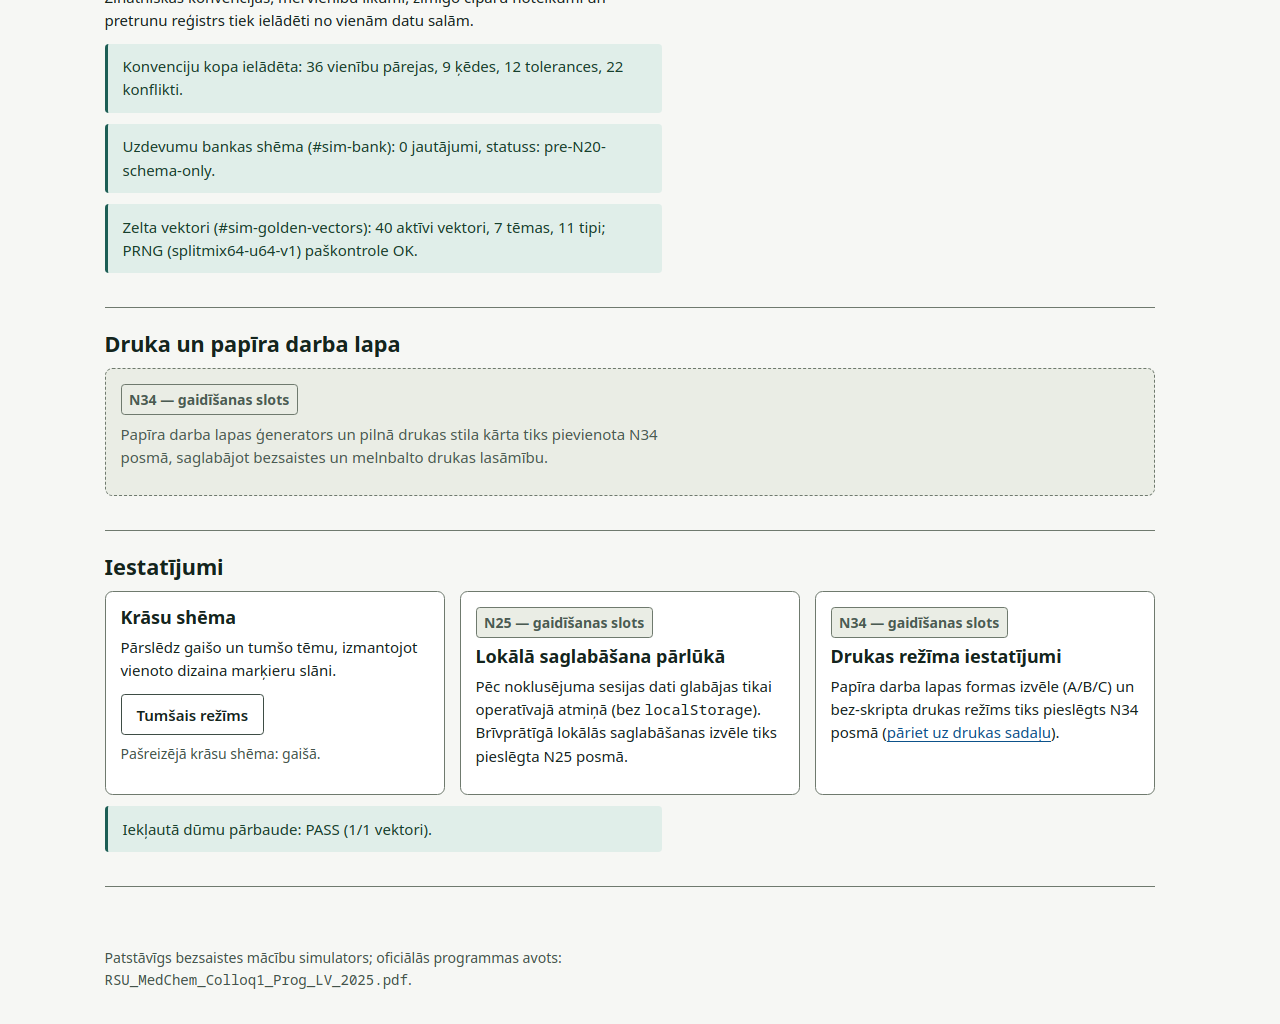 pretrunu reģistrs tiek ielādēti no vienām datu salām.
Konvenciju kopa ielādēta: 36 vienību pārejas, 9 ķēdes, 12 tolerances, 22
konflikti.
Uzdevumu bankas shēma (#sim-bank): 0 jautājumi, statuss: pre-N20-
schema-only.
Zelta vektori (#sim-golden-vectors): 40 aktīvi vektori, 7 tēmas, 11 tipi;
PRNG (splitmix64-u64-v1) paškontrole OK.
Druka un papīra darba lapa
N34 — gaidīšanas slots
Papīra darba lapas ģenerators un pilnā drukas stila kārta tiks pievienota N34
posmā, saglabājot bezsaistes un melnbalto drukas lasāmību.
Iestatījumi
Krāsu shēma
Pārslēdz gaišo un tumšo tēmu, izmantojot
vienoto dizaina marķieru slāni.
Tumšais režīms
Pašreizējā krāsu shēma: gaišā.
N25 — gaidīšanas slots
Lokālā saglabāšana pārlūkā
Pēc noklusējuma sesijas dati glabājas tikai
operatīvajā atmiņā (bez localStorage).
Brīvprātīgā lokālās saglabāšanas izvēle tiks
pieslēgta N25 posmā.
N34 — gaidīšanas slots
Drukas režīma iestatījumi
Papīra darba lapas formas izvēle (A/B/C) un
bez-skripta drukas režīms tiks pieslēgts N34
posmā (pāriet uz drukas sadaļu).
Iekļautā dūmu pārbaude: PASS (1/1 vektori).
Patstāvīgs bezsaistes mācību simulators; oficiālās programmas avots:
RSU_MedChem_Colloq1_Prog_LV_2025.pdf.